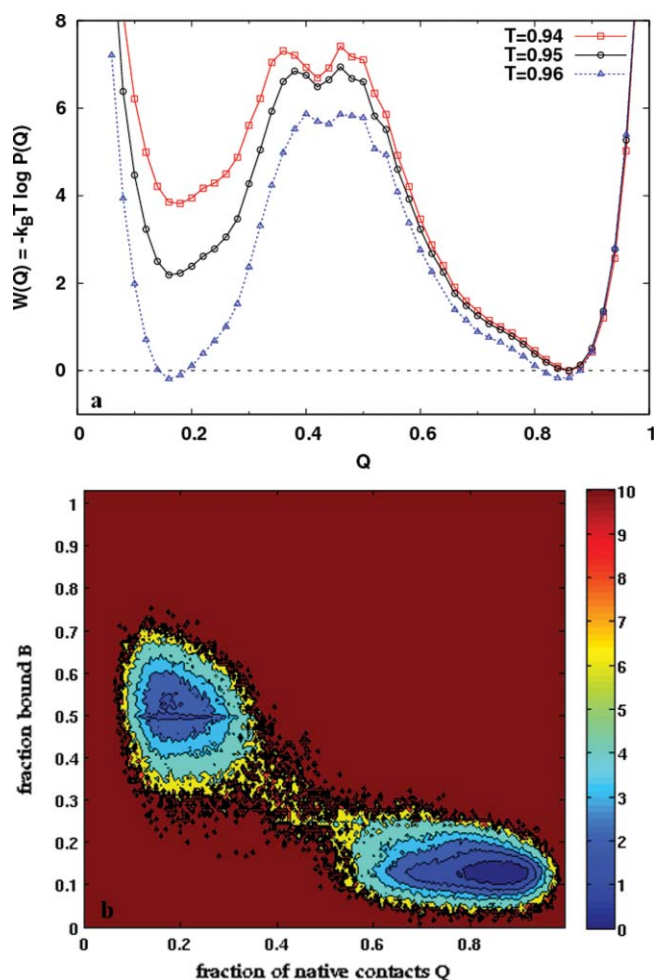 8
T=0.94
T=0.95
T=0.96
6
4
2
0
W(Q) = -k_BT log P(Q)
a
0 0.2 0.4 0.6 0.8 1
Q
1
0.9
0.8
0.7
0.6
0.5
0.4
0.3
0.2
0.1
0
fraction bound B
b
0 0.2 0.4 0.6 0.8
fraction of native contacts Q
10
9
8
7
6
5
4
3
2
1
0